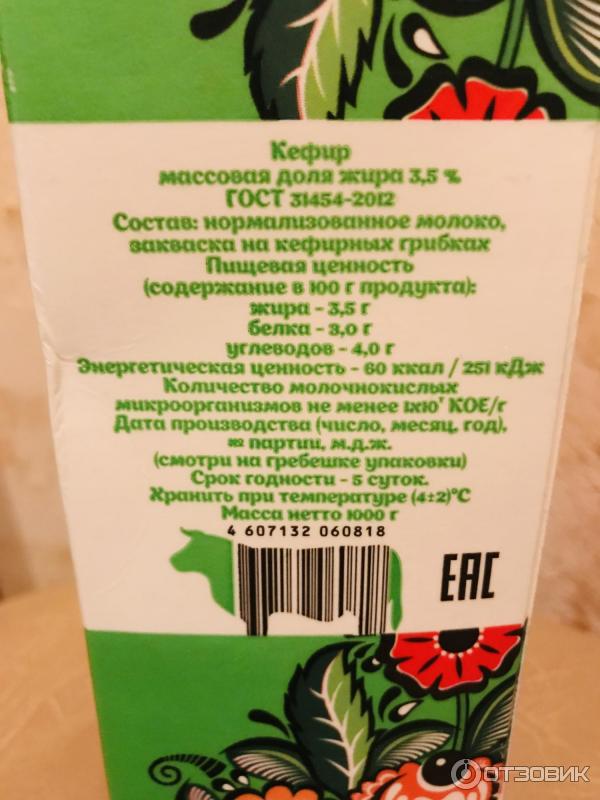 Кефир
массовая доля жира 3,5 %
ГОСТ 31454-2012
Состав: нормализованное молоко,
закваска на кефирных грибках
Пищевая ценность
(содержание в 100 г продукта):
жира - 3,5 г
белка - 3,0 г
углеводов - 4,0 г
Энергетическая ценность - 60 ккал / 251 кДж
Количество молочнокислых
микроорганизмов не менее 1х10⁷ КОЕ/г
Дата производства (число, месяц, год),
№ партии, м.д.ж.
(смотри на гребешке упаковки)
Срок годности - 5 суток.
Хранить при температуре (4±2)°С
Масса нетто 1000 г
4 607132 060818
ЕАС
ОТЗОВИК